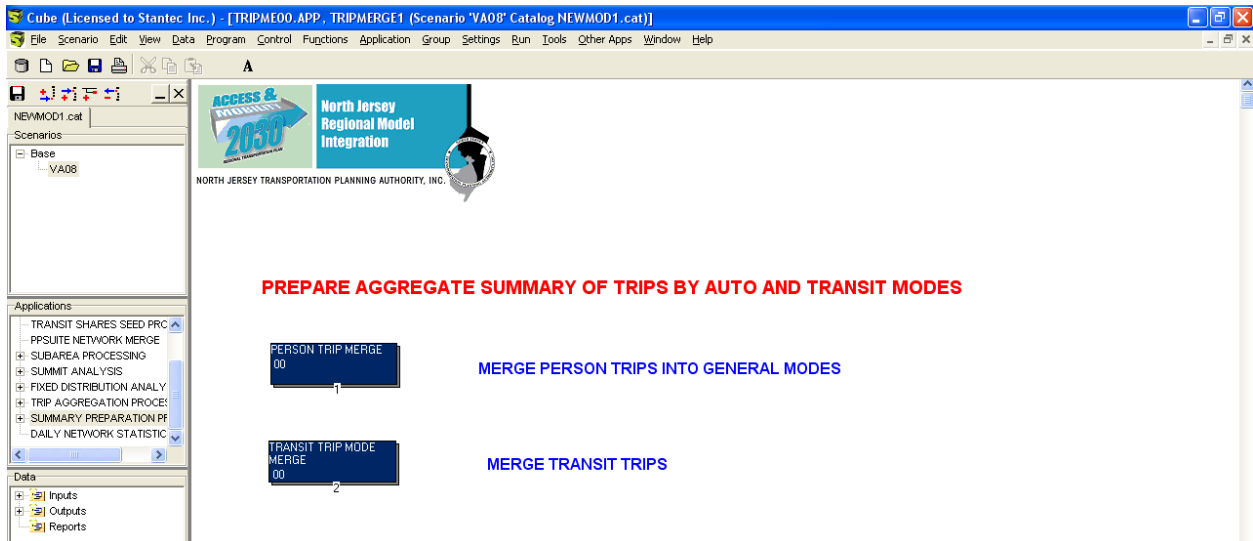 Cube (Licensed to Stantec Inc.) - [TRIPME00.APP , TRIPMERGE1 (Scenario 'VA08' Catalog NEWMOD1.cat)]
File Scenario Edit View Data Program Control Functions Application Group Settings Run Tools Other Apps Window Help
A
NEWMOD1.cat
Scenarios
Base
VA08
ACCESS &
MOBILITY
2030
REGIONAL TRANSPORTATION PLAN
North Jersey
Regional Model
Integration
NORTH JERSEY TRANSPORTATION PLANNING AUTHORITY, INC.
PREPARE AGGREGATE SUMMARY OF TRIPS BY AUTO AND TRANSIT MODES
Applications
TRANSIT SHARES SEED PRC
PPSUITE NETWORK MERGE
SUBAREA PROCESSING
SUMMIT ANALYSIS
FIXED DISTRIBUTION ANALY
TRIP AGGREGATION PROCES
SUMMARY PREPARATION PF
DAILY NETWORK STATISTIC
PERSON TRIP MERGE
00
1
MERGE PERSON TRIPS INTO GENERAL MODES
TRANSIT TRIP MODE
MERGE
00
2
MERGE TRANSIT TRIPS
Data
Inputs
Outputs
Reports